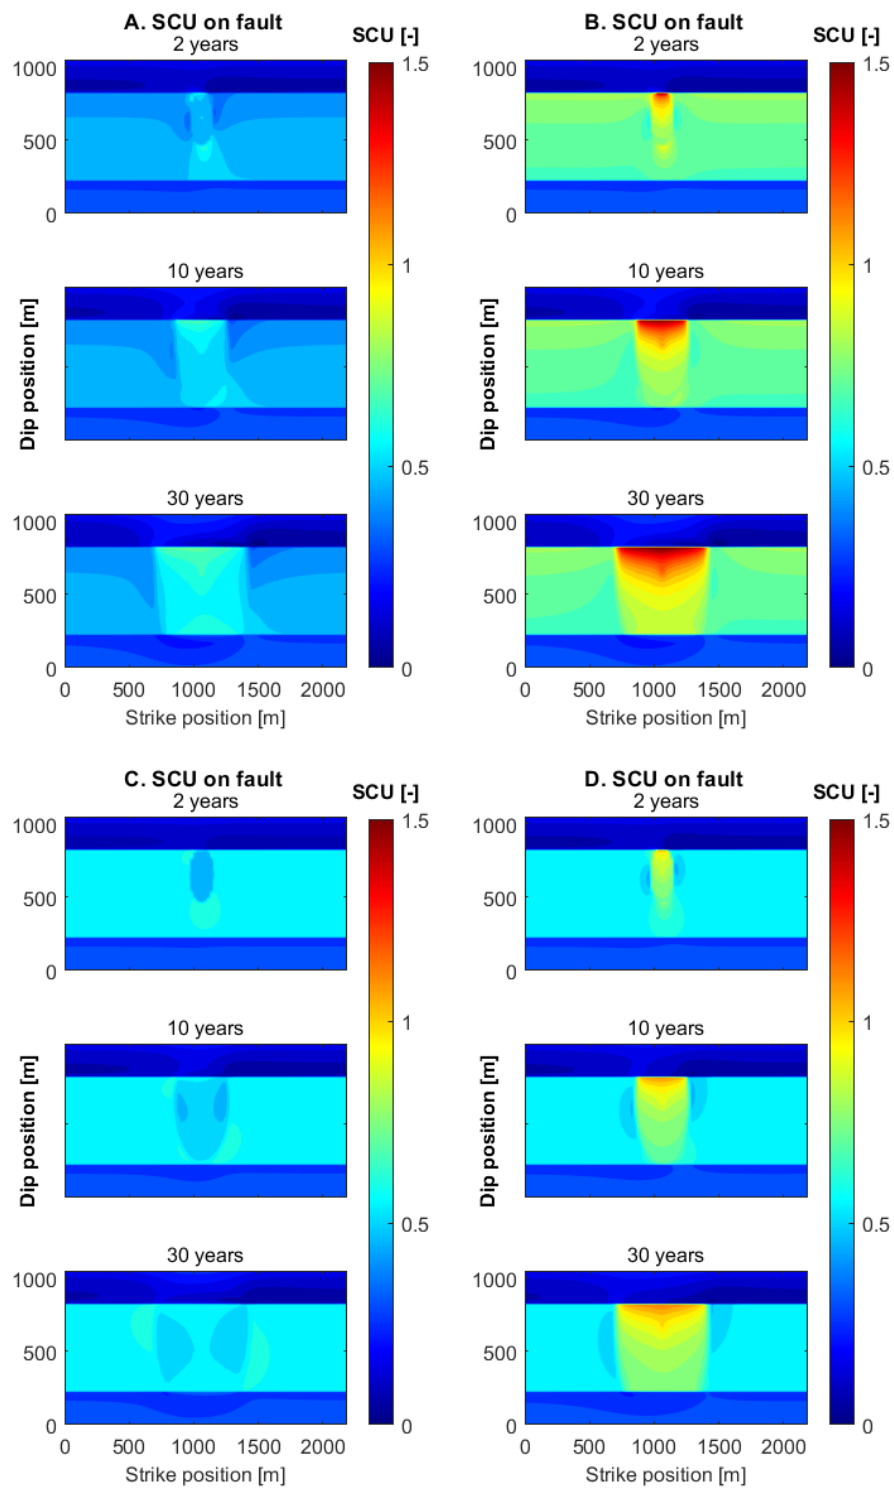 A. SCU on fault
2 years
SCU [-]
1.5
1
0.5
0
1000
500
0
10 years
Dip position [m]
30 years
1000
500
0
0 500 1000 1500 2000
Strike position [m]
B. SCU on fault
2 years
SCU [-]
1.5
1
0.5
0
1000
500
0
10 years
Dip position [m]
30 years
1000
500
0
0 500 1000 1500 2000
Strike position [m]
C. SCU on fault
2 years
SCU [-]
1.5
1
0.5
0
1000
500
0
10 years
Dip position [m]
30 years
1000
500
0
0 500 1000 1500 2000
Strike position [m]
D. SCU on fault
2 years
SCU [-]
1.5
1
0.5
0
1000
500
0
10 years
Dip position [m]
30 years
1000
500
0
0 500 1000 1500 2000
Strike position [m]